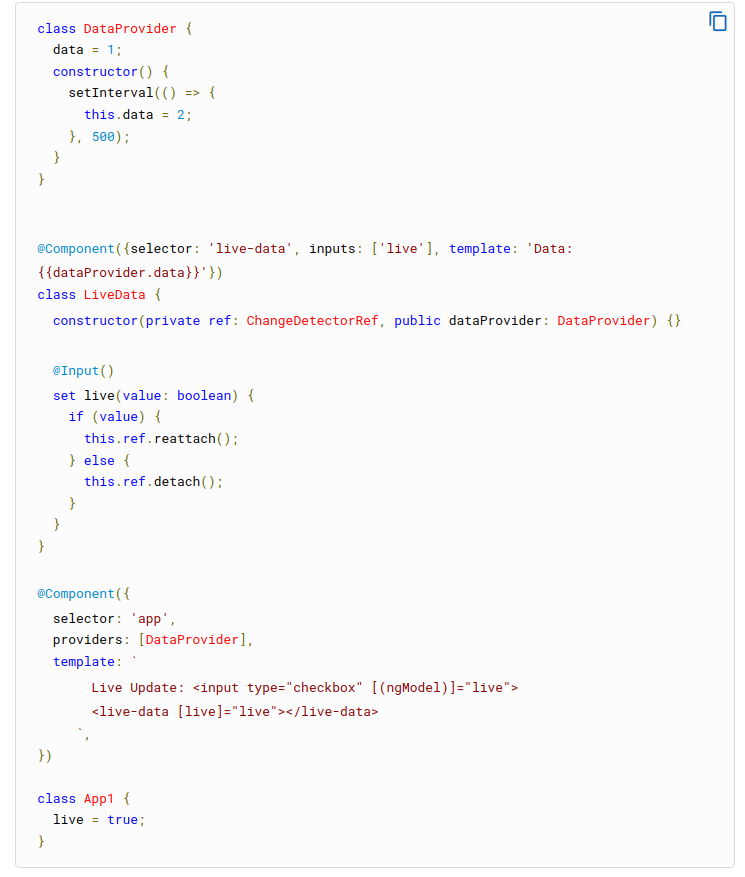 class DataProvider {
  data = 1;
  constructor() {
    setInterval(() => {
      this.data = 2;
    }, 500);
  }
}
@Component({selector: 'live-data', inputs: ['live'], template: 'Data:
{{dataProvider.data}}'})
class LiveData {
  constructor(private ref: ChangeDetectorRef, public dataProvider: DataProvider) {}
  @Input()
  set live(value: boolean) {
    if (value) {
      this.ref.reattach();
    } else {
      this.ref.detach();
    }
  }
}
@Component({
  selector: 'app',
  providers: [DataProvider],
  template: `
       Live Update: <input type="checkbox" [(ngModel)]="live">
       <live-data [live]="live"></live-data>
     `,
})
class App1 {
  live = true;
}